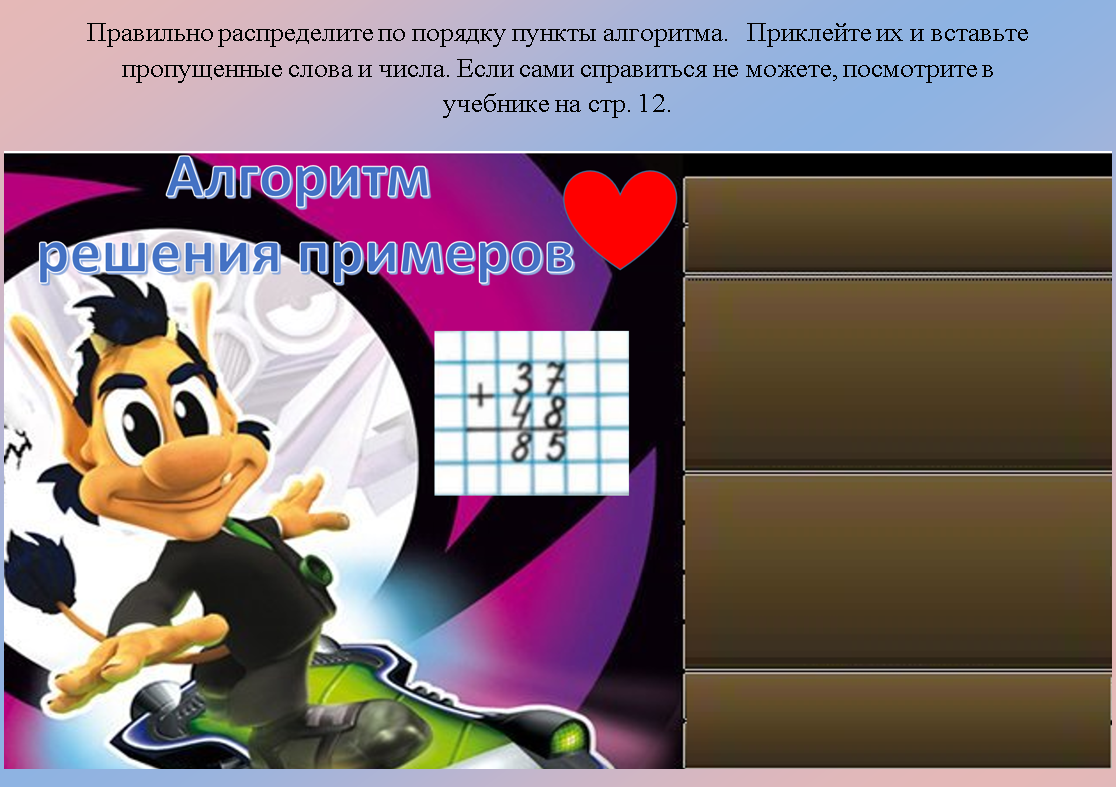 Правильно распределите по порядку пункты алгоритма. Приклейте их и вставьте
пропущенные слова и числа. Если сами справиться не можете, посмотрите в
учебнике на стр. 12.
Алгоритм
решения примеров
37
+
48
85